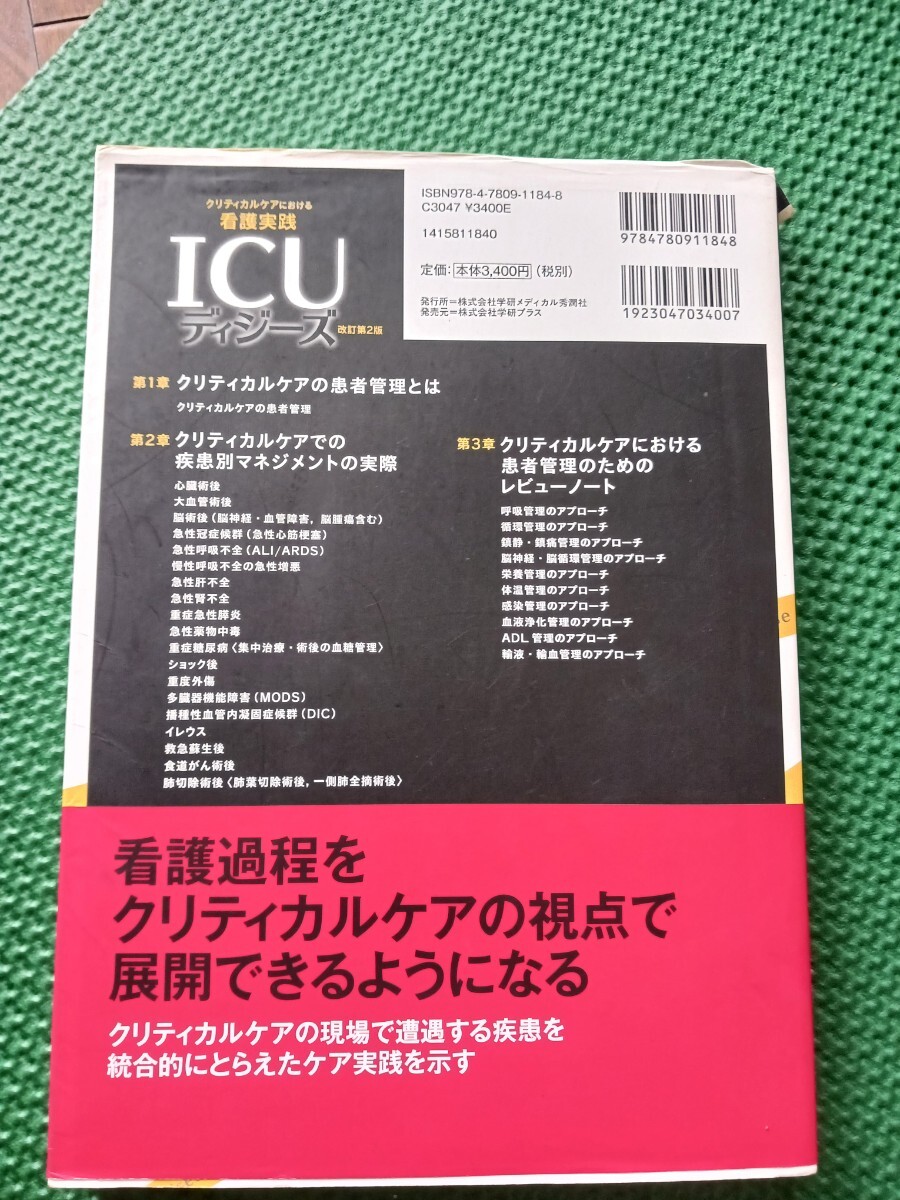 クリティカルケアにおける
看護実践
ICU
ディジーズ 改訂第2版
ISBN978-4-7809-1184-8
C3047 ¥3400E
1415811840
定価：本体3,400円（税別）
発行所＝株式会社学研メディカル秀潤社
発売元＝株式会社学研プラス
9784780911848
1923047034007
第1章 クリティカルケアの患者管理とは
クリティカルケアの患者管理
第2章 クリティカルケアでの
疾患別マネジメントの実際
心臓術後
大血管術後
脳術後（脳神経・血管障害，脳腫瘍含む）
急性冠症候群（急性心筋梗塞）
急性呼吸不全（ALI/ARDS）
慢性呼吸不全の急性増悪
急性肝不全
急性腎不全
重症急性膵炎
急性薬物中毒
重症糖尿病〈集中治療・術後の血糖管理〉
ショック後
重度外傷
多臓器機能障害（MODS）
播種性血管内凝固症候群（DIC）
イレウス
救急蘇生後
食道がん術後
肺切除術後〈肺葉切除術後，一側肺全摘術後〉
第3章 クリティカルケアにおける
患者管理のための
レビューノート
呼吸管理のアプローチ
循環管理のアプローチ
鎮静・鎮痛管理のアプローチ
脳神経・脳循環管理のアプローチ
栄養管理のアプローチ
体温管理のアプローチ
感染管理のアプローチ
血液浄化管理のアプローチ
ADL管理のアプローチ
輸液・輸血管理のアプローチ
se
看護過程を
クリティカルケアの視点で
展開できるようになる
クリティカルケアの現場で遭遇する疾患を
統合的にとらえたケア実践を示す